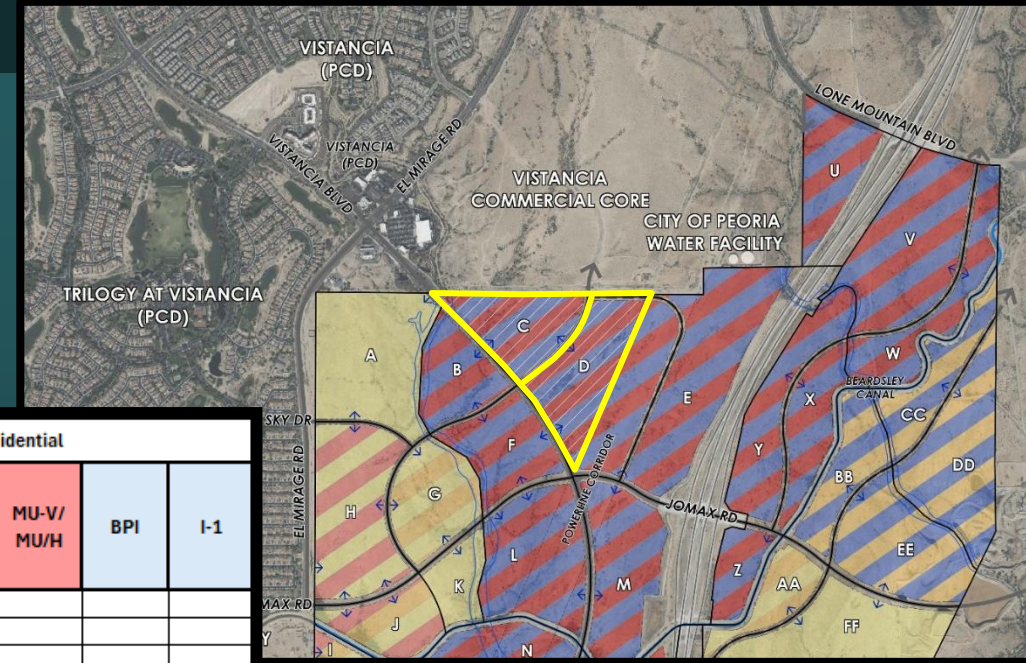 VISTANCIA
(PCD)
LONE MOUNTAIN BLVD
EL MIRAGE RD
VISTANCIA
(PCD)
VISTANCIA BLVD
VISTANCIA
COMMERCIAL CORE
CITY OF PEORIA
WATER FACILITY
TRILOGY AT VISTANCIA
(PCD)
U
V
A
B
C
D
E
W
X
BEARDSLEY
CANAL
CC
SKY DR
F
Y
BB
DD
EL MIRAGE RD
G
H
POWERLINE CORRIDOR
JOMAX RD
L
K
M
Z
AA
EE
MAX RD
J
FF
Y
I
N
idential
MU-V/
MU/H
BPI
I-1